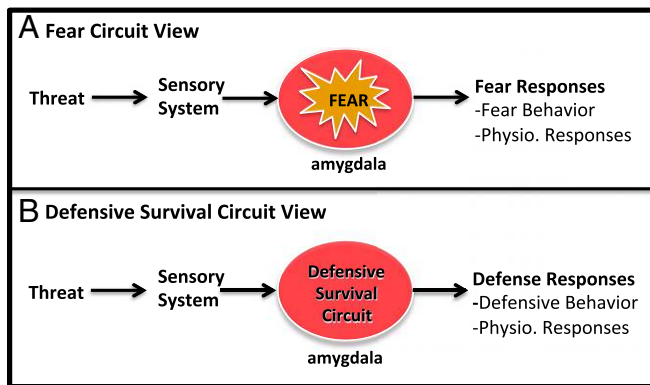 A Fear Circuit View
Threat
Sensory
System
FEAR
amygdala
Fear Responses
-Fear Behavior
-Physio. Responses
B Defensive Survival Circuit View
Threat
Sensory
System
Defensive
Survival
Circuit
amygdala
Defense Responses
-Defensive Behavior
-Physio. Responses